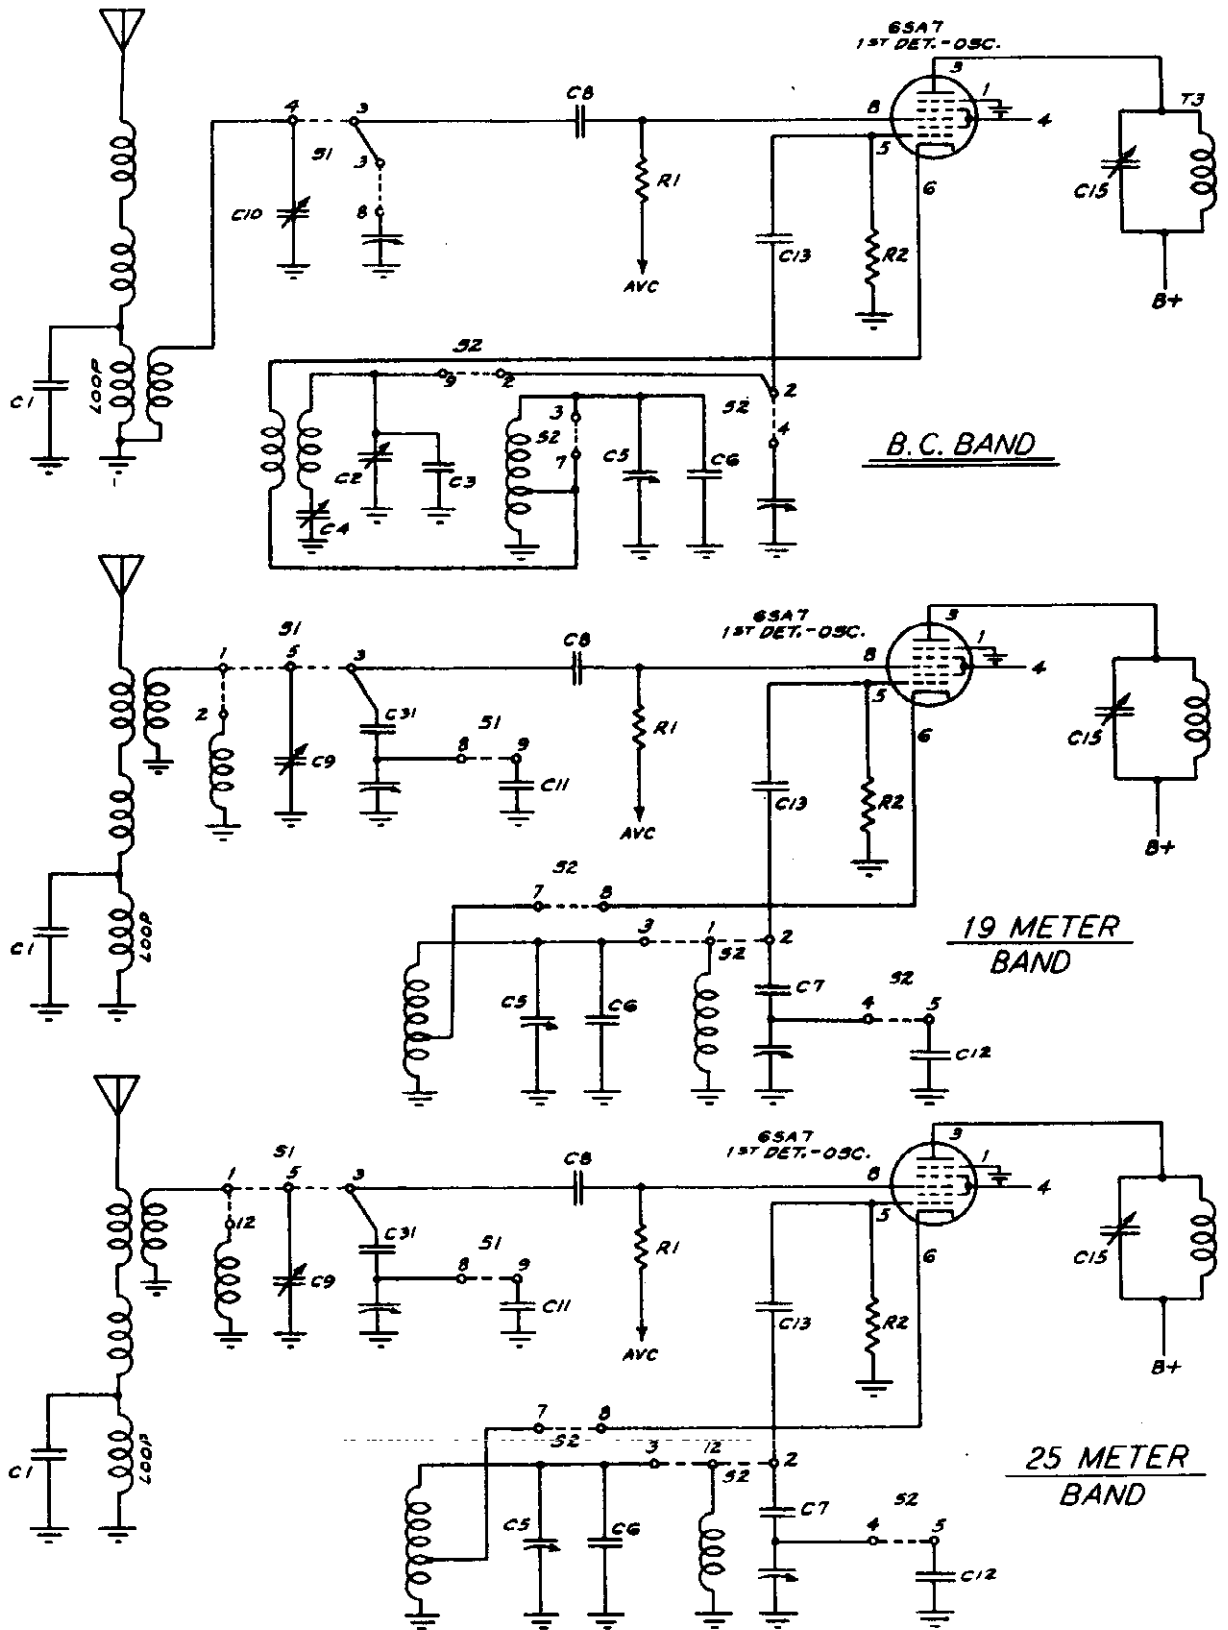 6SA7
1ST DET.-OSC.
3
1
C8
8
4
T3
4
3
S1
5
C15
3
R1
6
C10
8
C13
R2
AVC
B+
S2
LOOP
C1
9
2
2
3
S2
S2
4
B.C. BAND
C2
C3
7
C5
C6
C4
6SA7
1ST DET.-OSC.
3
1
S1
C8
1
5
3
8
4
5
2
C31
R1
6
C15
S1
C9
8
9
C11
C13
R2
AVC
B+
S2
7
8
C1
LOOP
19 METER
BAND
3
1
2
S2
C7
S2
C5
C6
4
5
C12
6SA7
1ST DET.-OSC.
3
1
S1
C8
1
5
3
8
4
5
12
C31
R1
6
C15
S1
C9
8
9
C11
C13
R2
AVC
B+
7
8
S2
C1
LOOP
3
12
2
S2
25 METER
BAND
C7
S2
C5
C6
4
5
C12